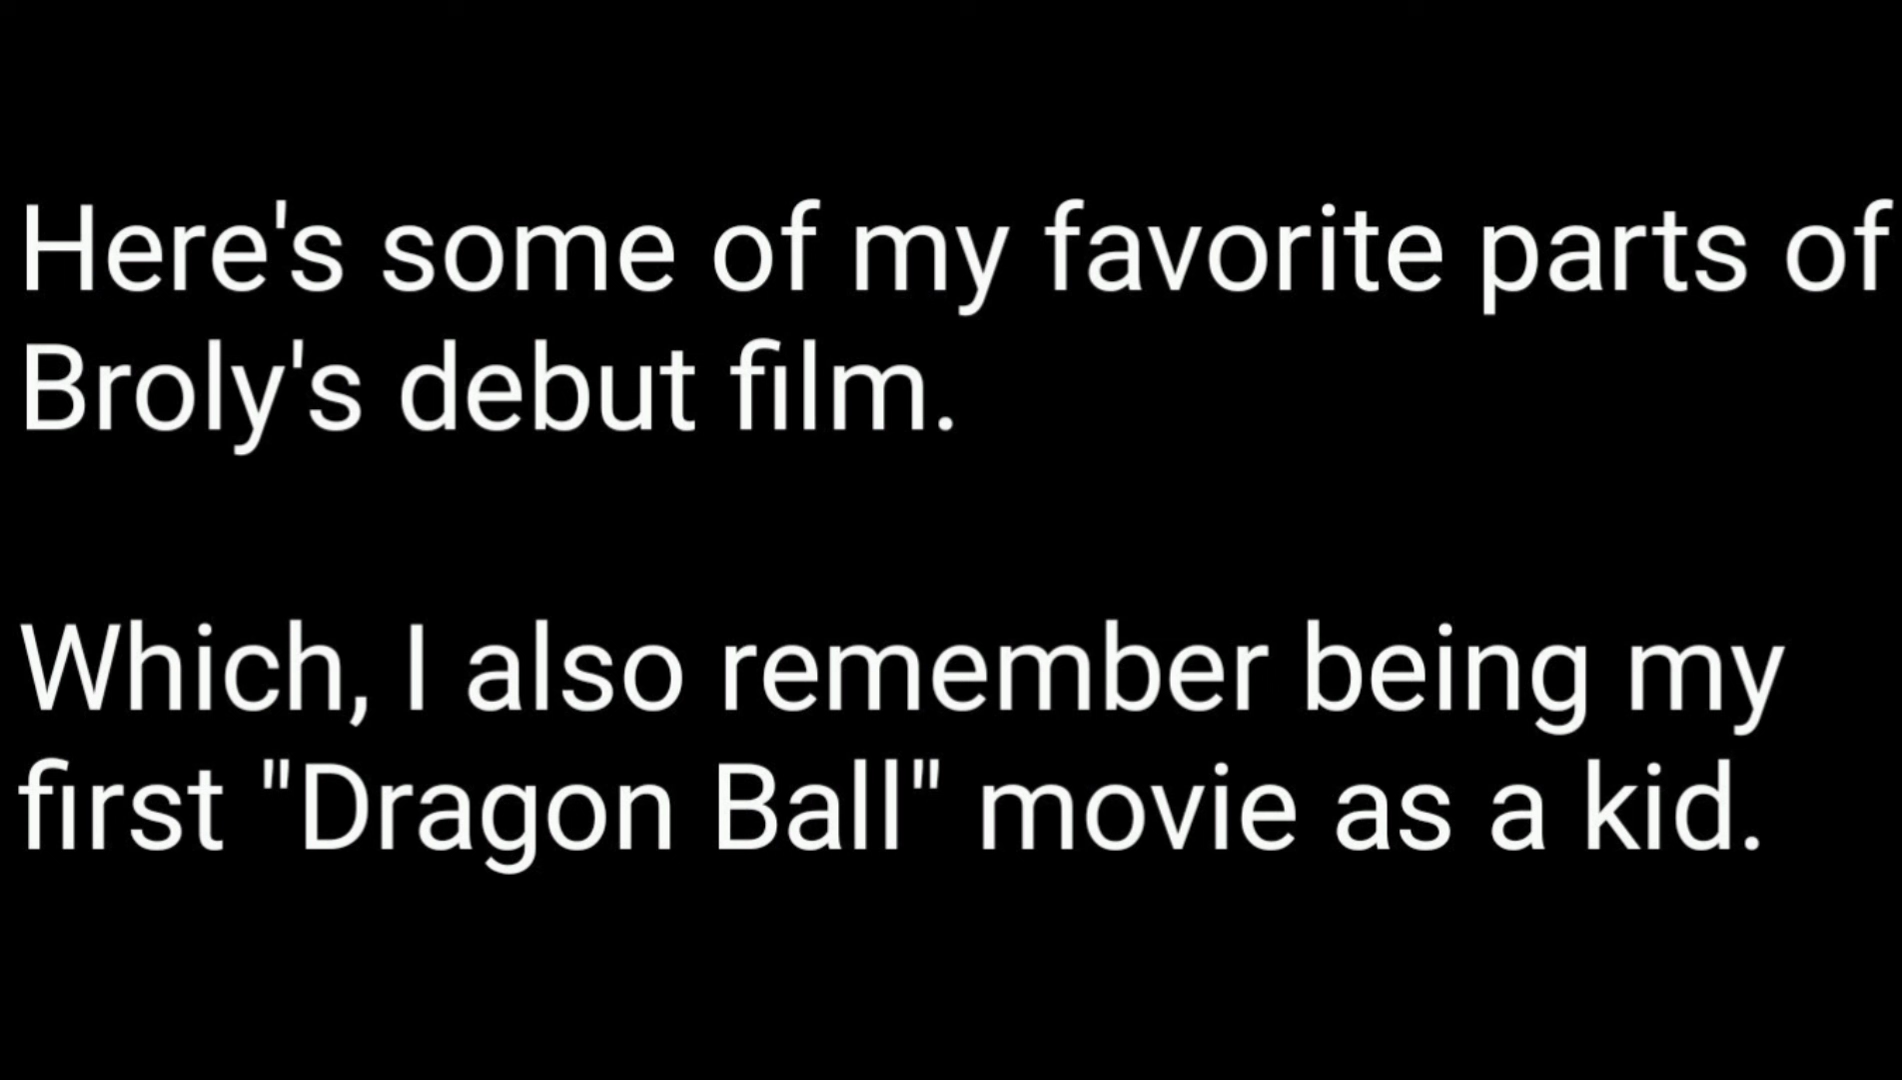 Here's some of my favorite parts of
Broly's debut film.
Which, I also remember being my
first "Dragon Ball" movie as a kid.